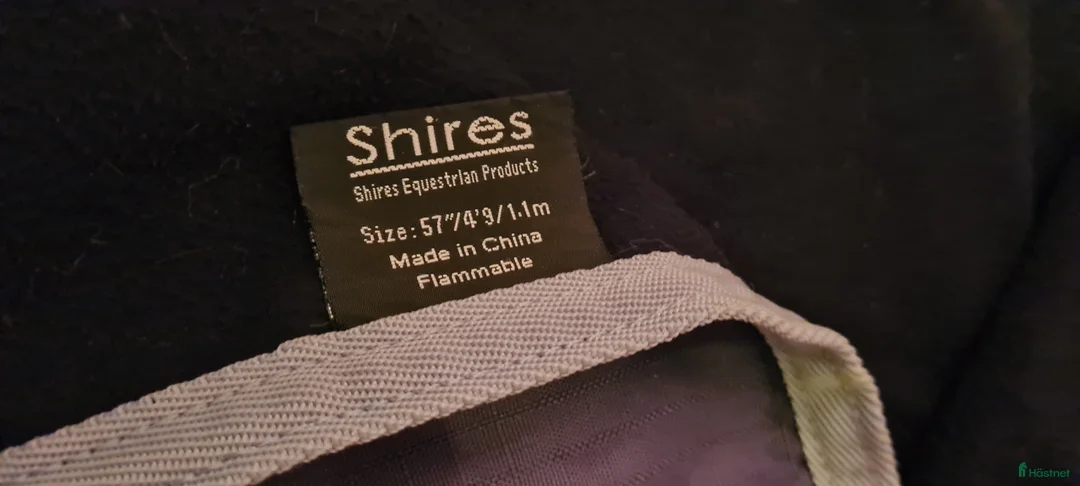 Shires
Shires Equestrian Products
Size: 57"/4'9/1.1m
Made in China
Flammable
Hästnet